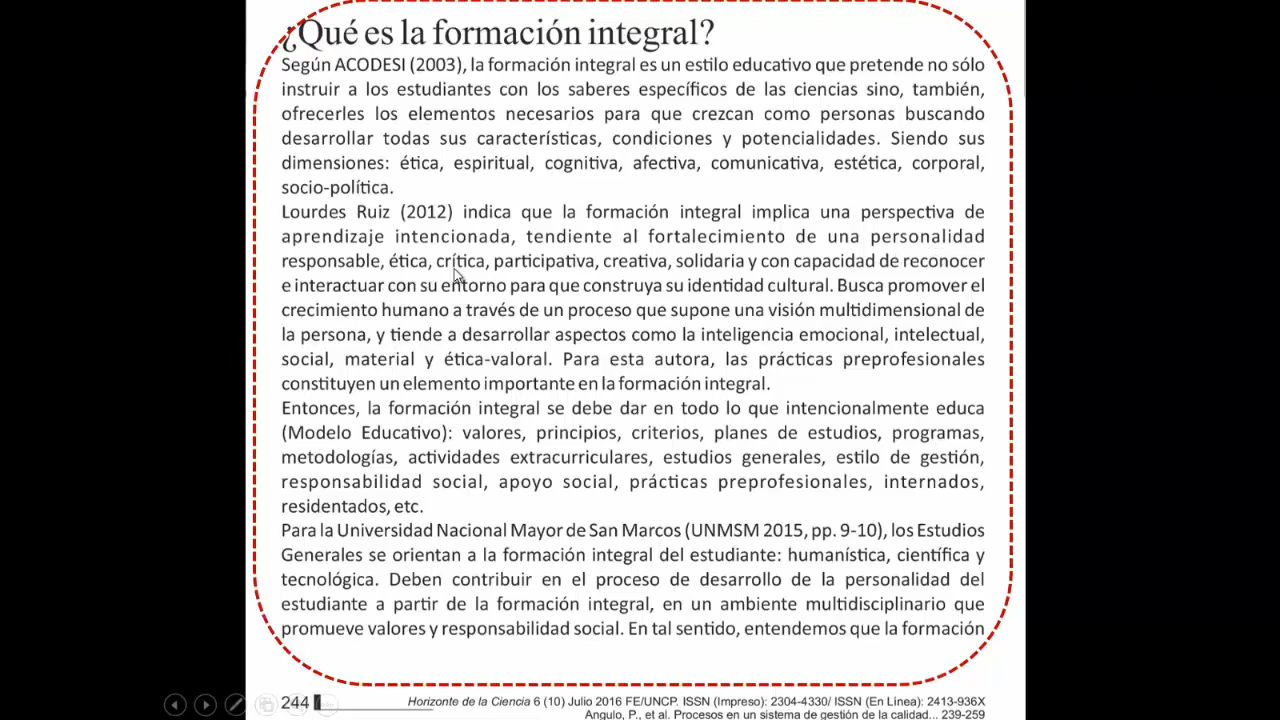 ¿Qué es la formación integral?
Según ACODESI (2003), la formación integral es un estilo educativo que pretende no sólo
instruir a los estudiantes con los saberes específicos de las ciencias sino, también,
ofrecerles los elementos necesarios para que crezcan como personas buscando
desarrollar todas sus características, condiciones y potencialidades. Siendo sus
dimensiones: ética, espiritual, cognitiva, afectiva, comunicativa, estética, corporal,
socio-política.
Lourdes Ruiz (2012) indica que la formación integral implica una perspectiva de
aprendizaje intencionada, tendiente al fortalecimiento de una personalidad
responsable, ética, crítica, participativa, creativa, solidaria y con capacidad de reconocer
e interactuar con su entorno para que construya su identidad cultural. Busca promover el
crecimiento humano a través de un proceso que supone una visión multidimensional de
la persona, y tiende a desarrollar aspectos como la inteligencia emocional, intelectual,
social, material y ética-valoral. Para esta autora, las prácticas preprofesionales
constituyen un elemento importante en la formación integral.
Entonces, la formación integral se debe dar en todo lo que intencionalmente educa
(Modelo Educativo): valores, principios, criterios, planes de estudios, programas,
metodologías, actividades extracurriculares, estudios generales, estilo de gestión,
responsabilidad social, apoyo social, prácticas preprofesionales, internados,
residentados, etc.
Para la Universidad Nacional Mayor de San Marcos (UNMSM 2015, pp. 9-10), los Estudios
Generales se orientan a la formación integral del estudiante: humanística, científica y
tecnológica. Deben contribuir en el proceso de desarrollo de la personalidad del
estudiante a partir de la formación integral, en un ambiente multidisciplinario que
promueve valores y responsabilidad social. En tal sentido, entendemos que la formación
244
Horizonte de la Ciencia 6 (10) Julio 2016 FE/UNCP. ISSN (Impreso): 2304-4330/ ISSN (En Línea): 2413-936X
Angulo, P., et al. Procesos en un sistema de gestión de la calidad... 239-259